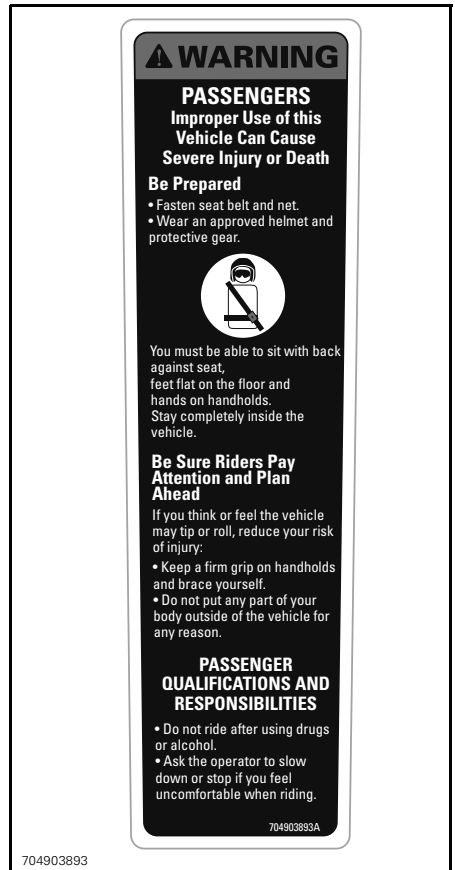 WARNING
PASSENGERS
Improper Use of this
Vehicle Can Cause
Severe Injury or Death
Be Prepared
• Fasten seat belt and net.
• Wear an approved helmet and
protective gear.
You must be able to sit with back
against seat,
feet flat on the floor and
hands on handholds.
Stay completely inside the
vehicle.
Be Sure Riders Pay
Attention and Plan
Ahead
If you think or feel the vehicle
may tip or roll, reduce your risk
of injury:
• Keep a firm grip on handholds
and brace yourself.
• Do not put any part of your
body outside of the vehicle for
any reason.
PASSENGER
QUALIFICATIONS AND
RESPONSIBILITIES
• Do not ride after using drugs
or alcohol.
• Ask the operator to slow
down or stop if you feel
uncomfortable when riding.
704903893A
704903893